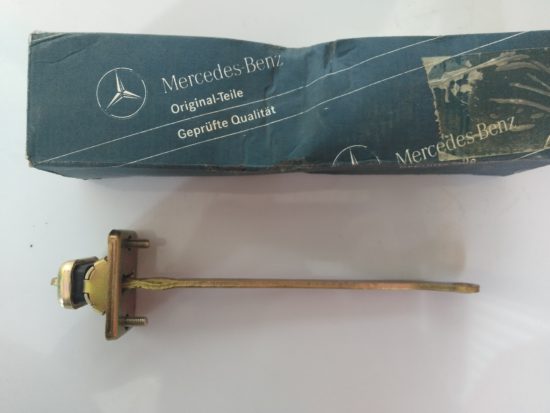 Mercedes-Benz
Original-Teile
Geprüfte Qualität
Mercedes-Benz